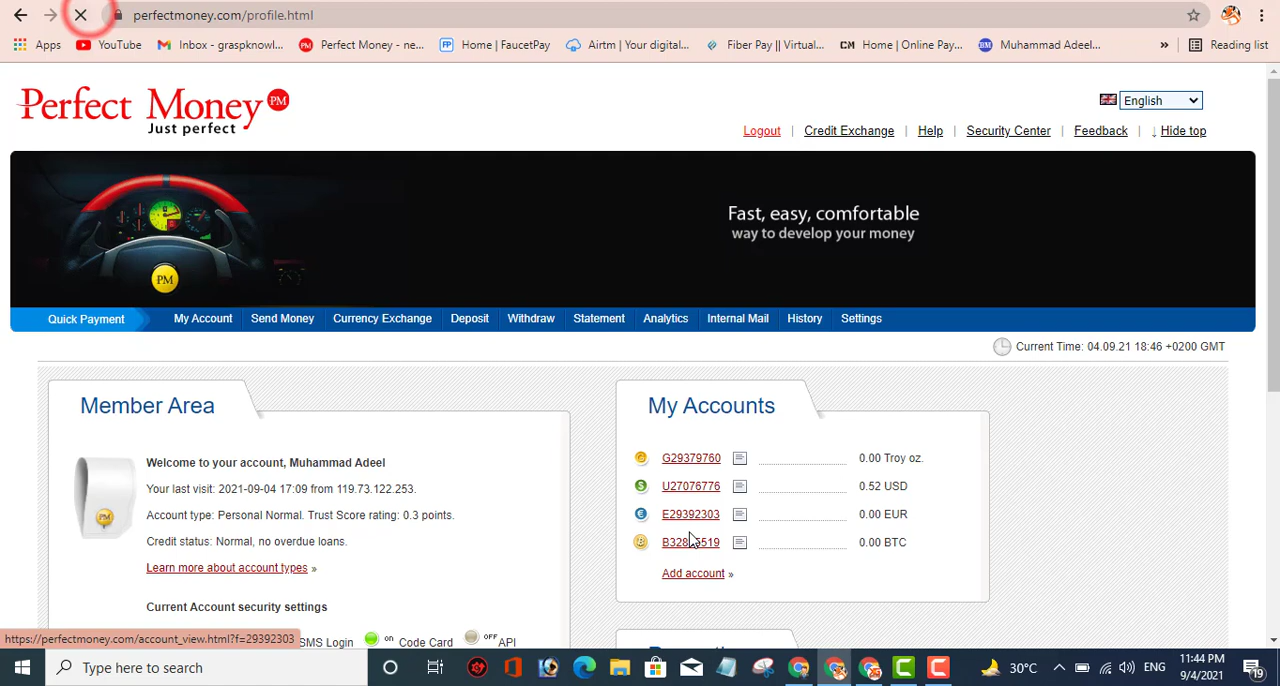 perfectmoney.com/profile.html
Apps YouTube Inbox - graspknowl... Perfect Money - ne... FP Home | FaucetPay Airtm | Your digital... Fiber Pay || Virtual... CM Home | Online Pay... BM Muhammad Adeel... » Reading list
Perfect Money PM
Just perfect
English
Logout | Credit Exchange | Help | Security Center | Feedback | ↓ Hide top
Fast, easy, comfortable
way to develop your money
PM
Quick Payment My Account Send Money Currency Exchange Deposit Withdraw Statement Analytics Internal Mail History Settings
Current Time: 04.09.21 18:46 +0200 GMT
Member Area
Welcome to your account, Muhammad Adeel
Your last visit: 2021-09-04 17:09 from 119.73.122.253.
Account type: Personal Normal. Trust Score rating: 0.3 points.
Credit status: Normal, no overdue loans.
Learn more about account types »
Current Account security settings
SMS Login on Code Card OFF API
My Accounts
G29379760 0.00 Troy oz.
U27076776 0.52 USD
E29392303 0.00 EUR
0.00 BTC
Add account »
https://perfectmoney.com/account_view.html?f=29392303
Type here to search
30°C ENG
11:44 PM
9/4/2021
19